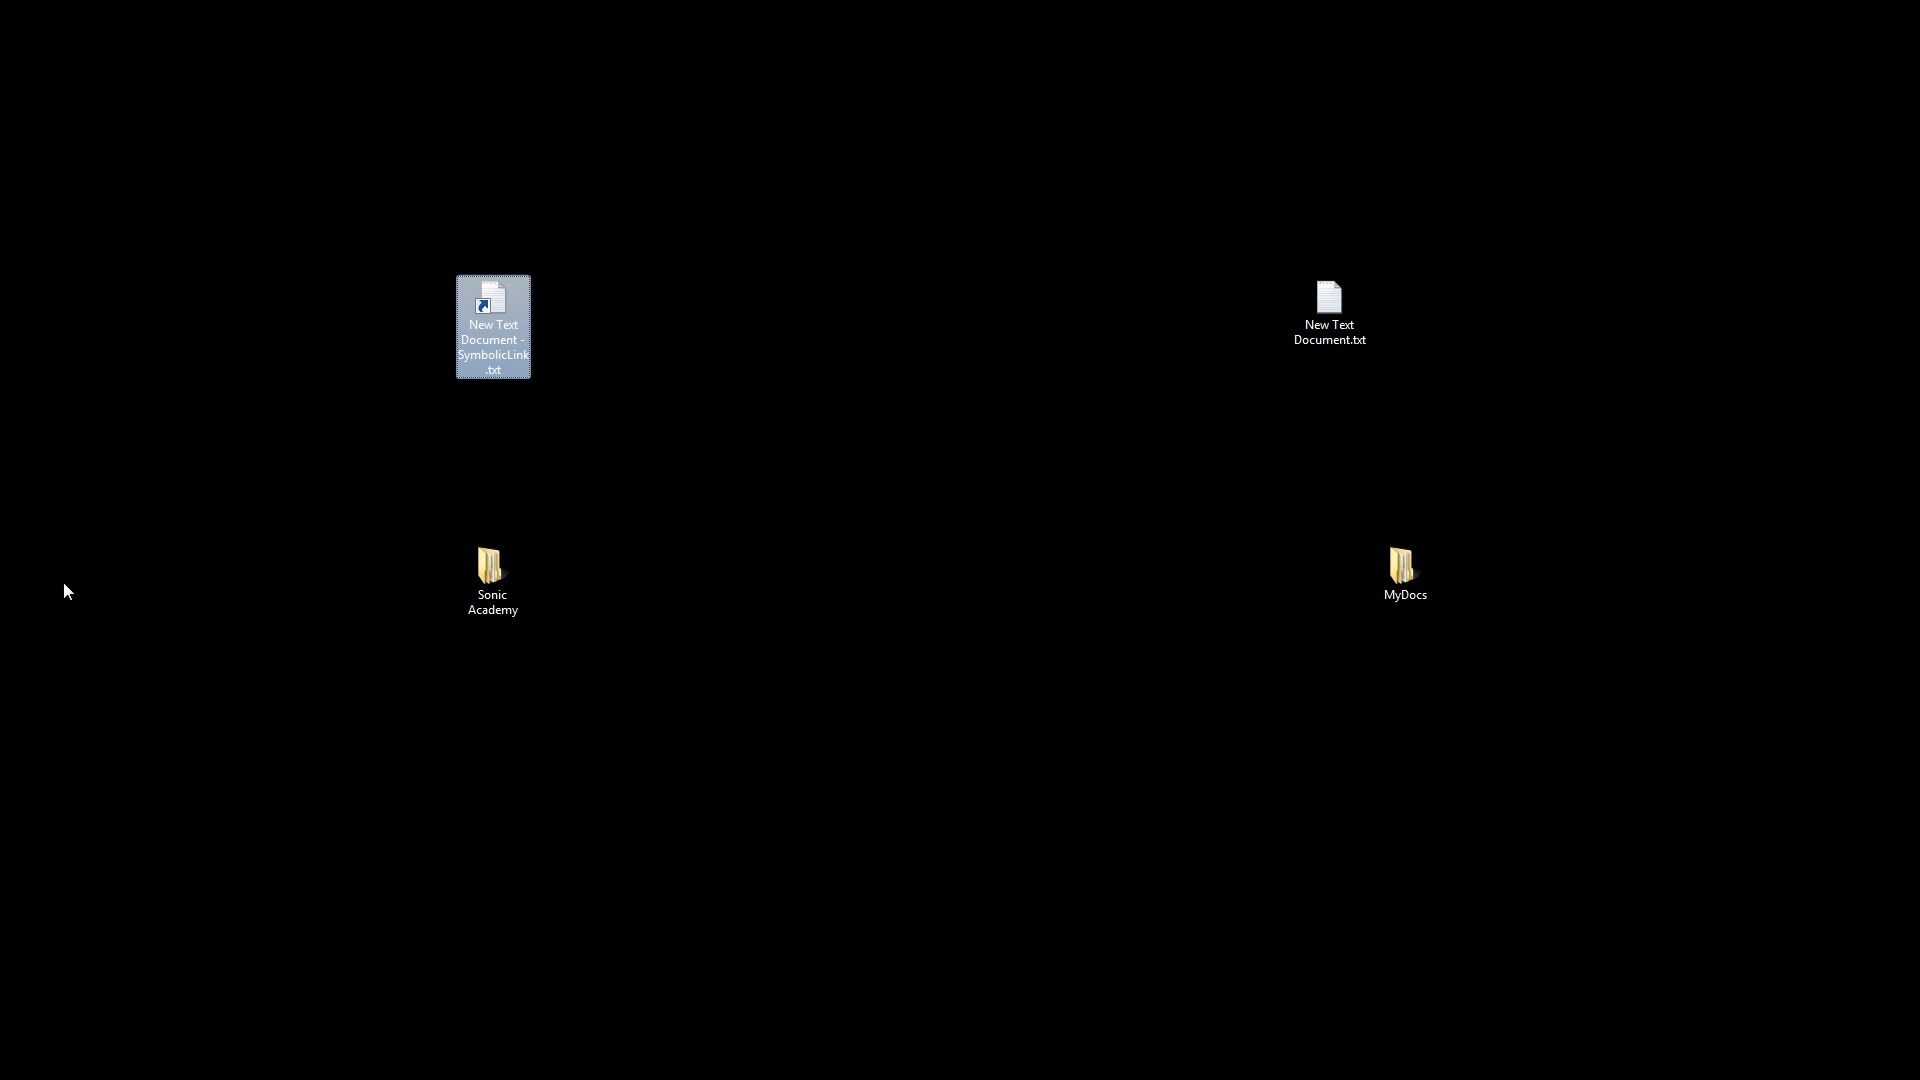 New Text
Document -
SymbolicLink
.txt
New Text
Document.txt
Sonic
Academy
MyDocs